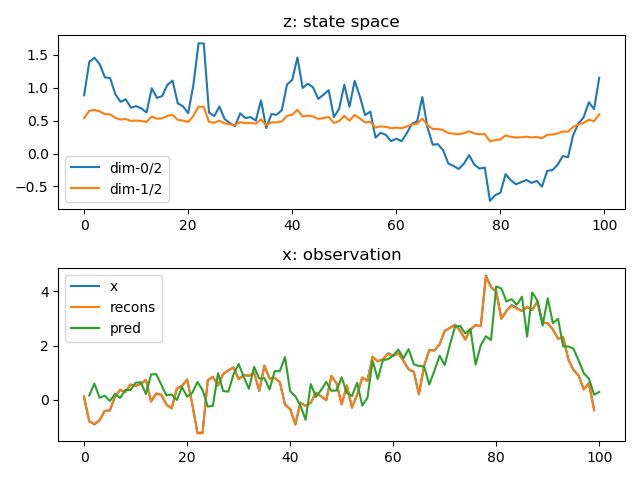 z: state space
1.5
1.0
0.5
0.0
−0.5
dim-0/2
dim-1/2
0 20 40 60 80 100
x: observation
4
2
0
x
recons
pred
0 20 40 60 80 100